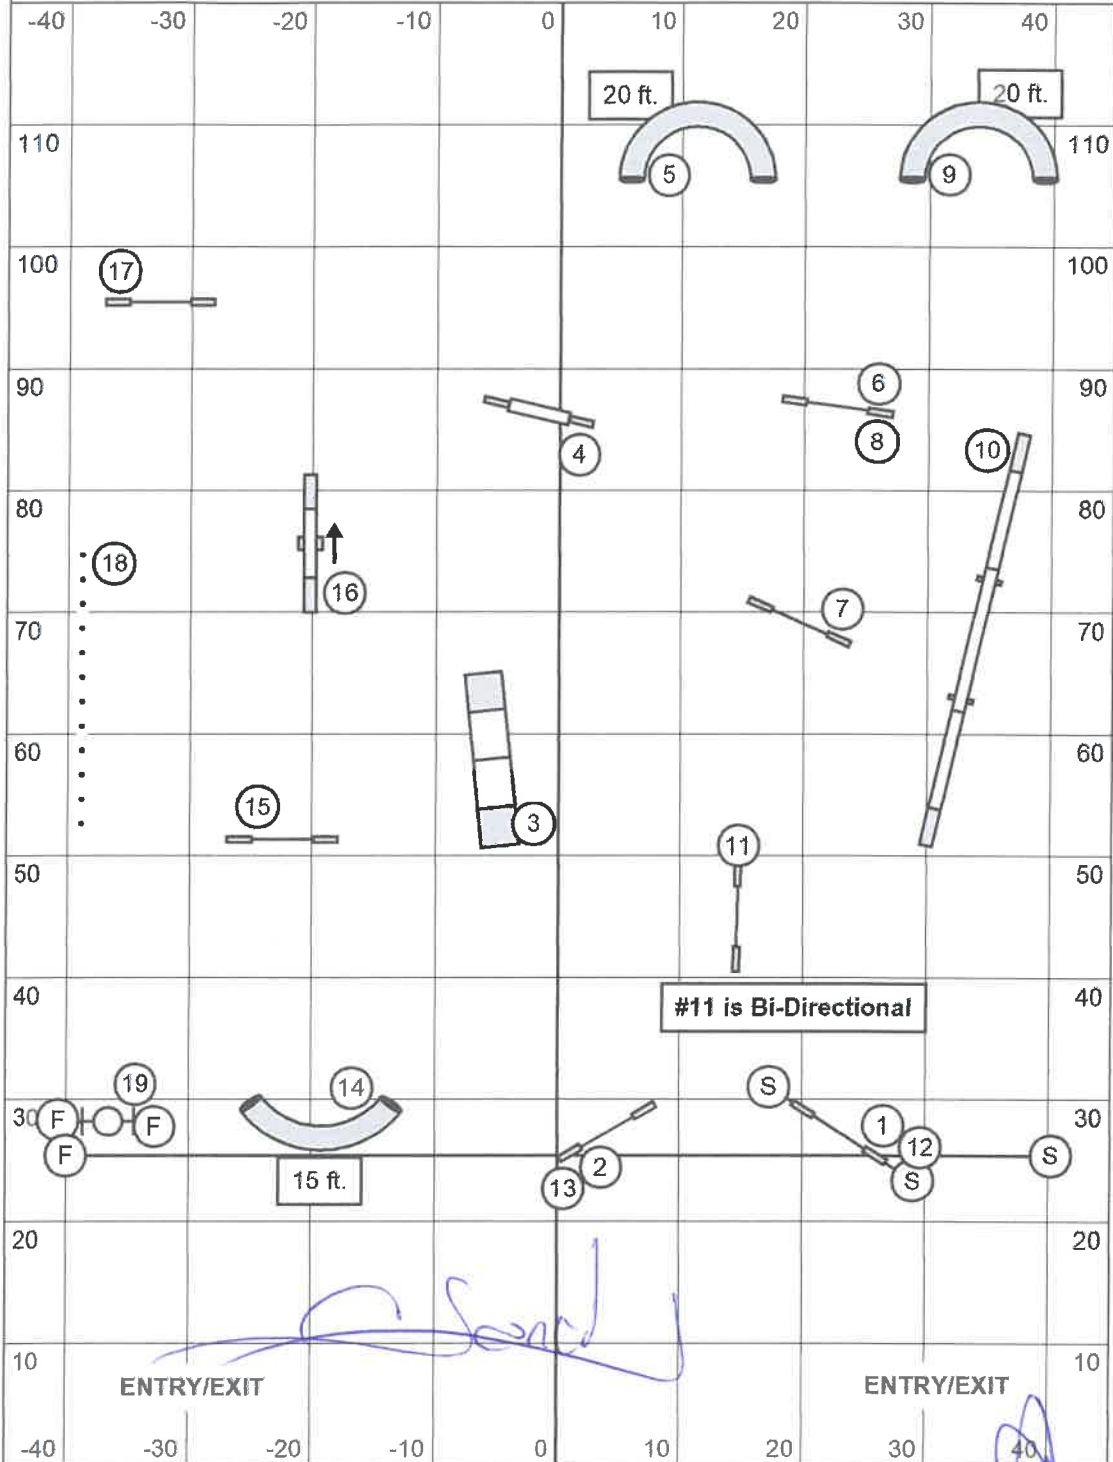 -40 -30 -20 -10 0 10 20 30 40
20 ft. 20 ft.
110 110
5 9
100 100
17
90 90
6
4 8 10
80 80
18
16
70 7 70
60 60
15 3
11
50 50
40 40
#11 is Bi-Directional
19 14 S
30 F F 1 30
F 12 S
15 ft. 13 2 S
20 20
10 10
ENTRY/EXIT ENTRY/EXIT
-40 -30 -20 -10 0 10 20 30 40